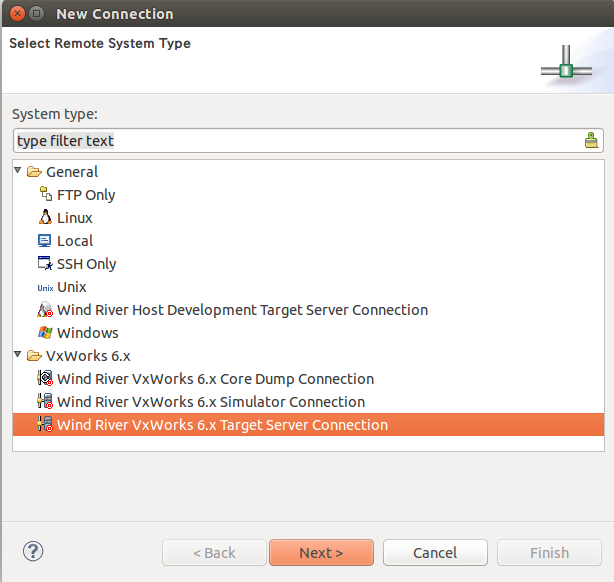 New Connection
Select Remote System Type
System type:
type filter text
General
FTP Only
Linux
Local
SSH Only
Unix Unix
Wind River Host Development Target Server Connection
Windows
VxWorks 6.x
Wind River VxWorks 6.x Core Dump Connection
Wind River VxWorks 6.x Simulator Connection
Wind River VxWorks 6.x Target Server Connection
? < Back Next > Cancel Finish